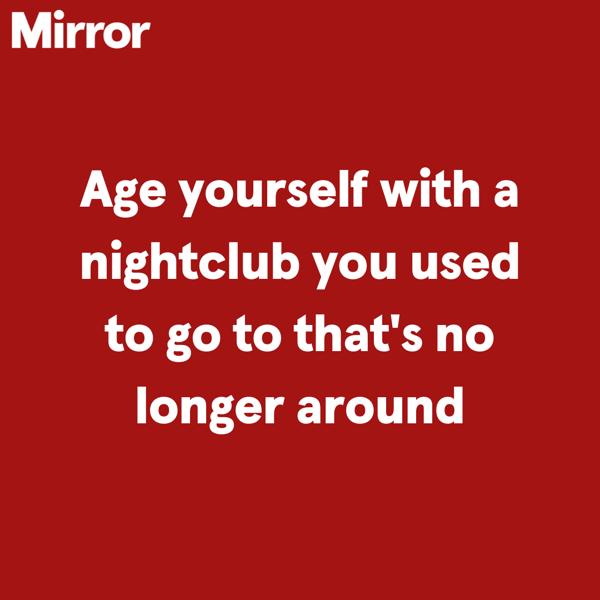 Mirror
Age yourself with a
nightclub you used
to go to that's no
longer around